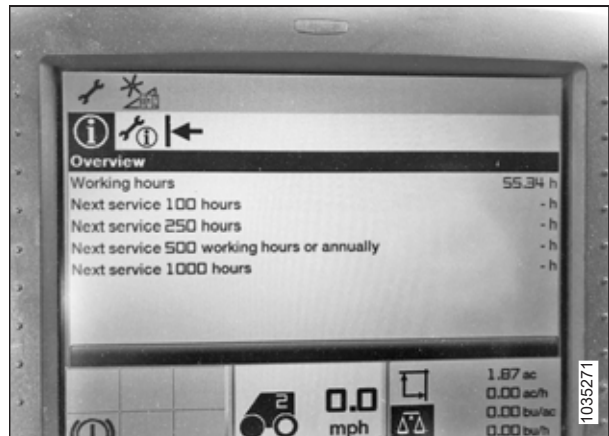 Overview
Working hours 55.34 h
Next service 100 hours - h
Next service 250 hours - h
Next service 500 working hours or annually - h
Next service 1000 hours - h
2
0.0
mph
1.87 ac
0.00 ac/h
0.00 bu/ac
0.00 bu/h
1035271